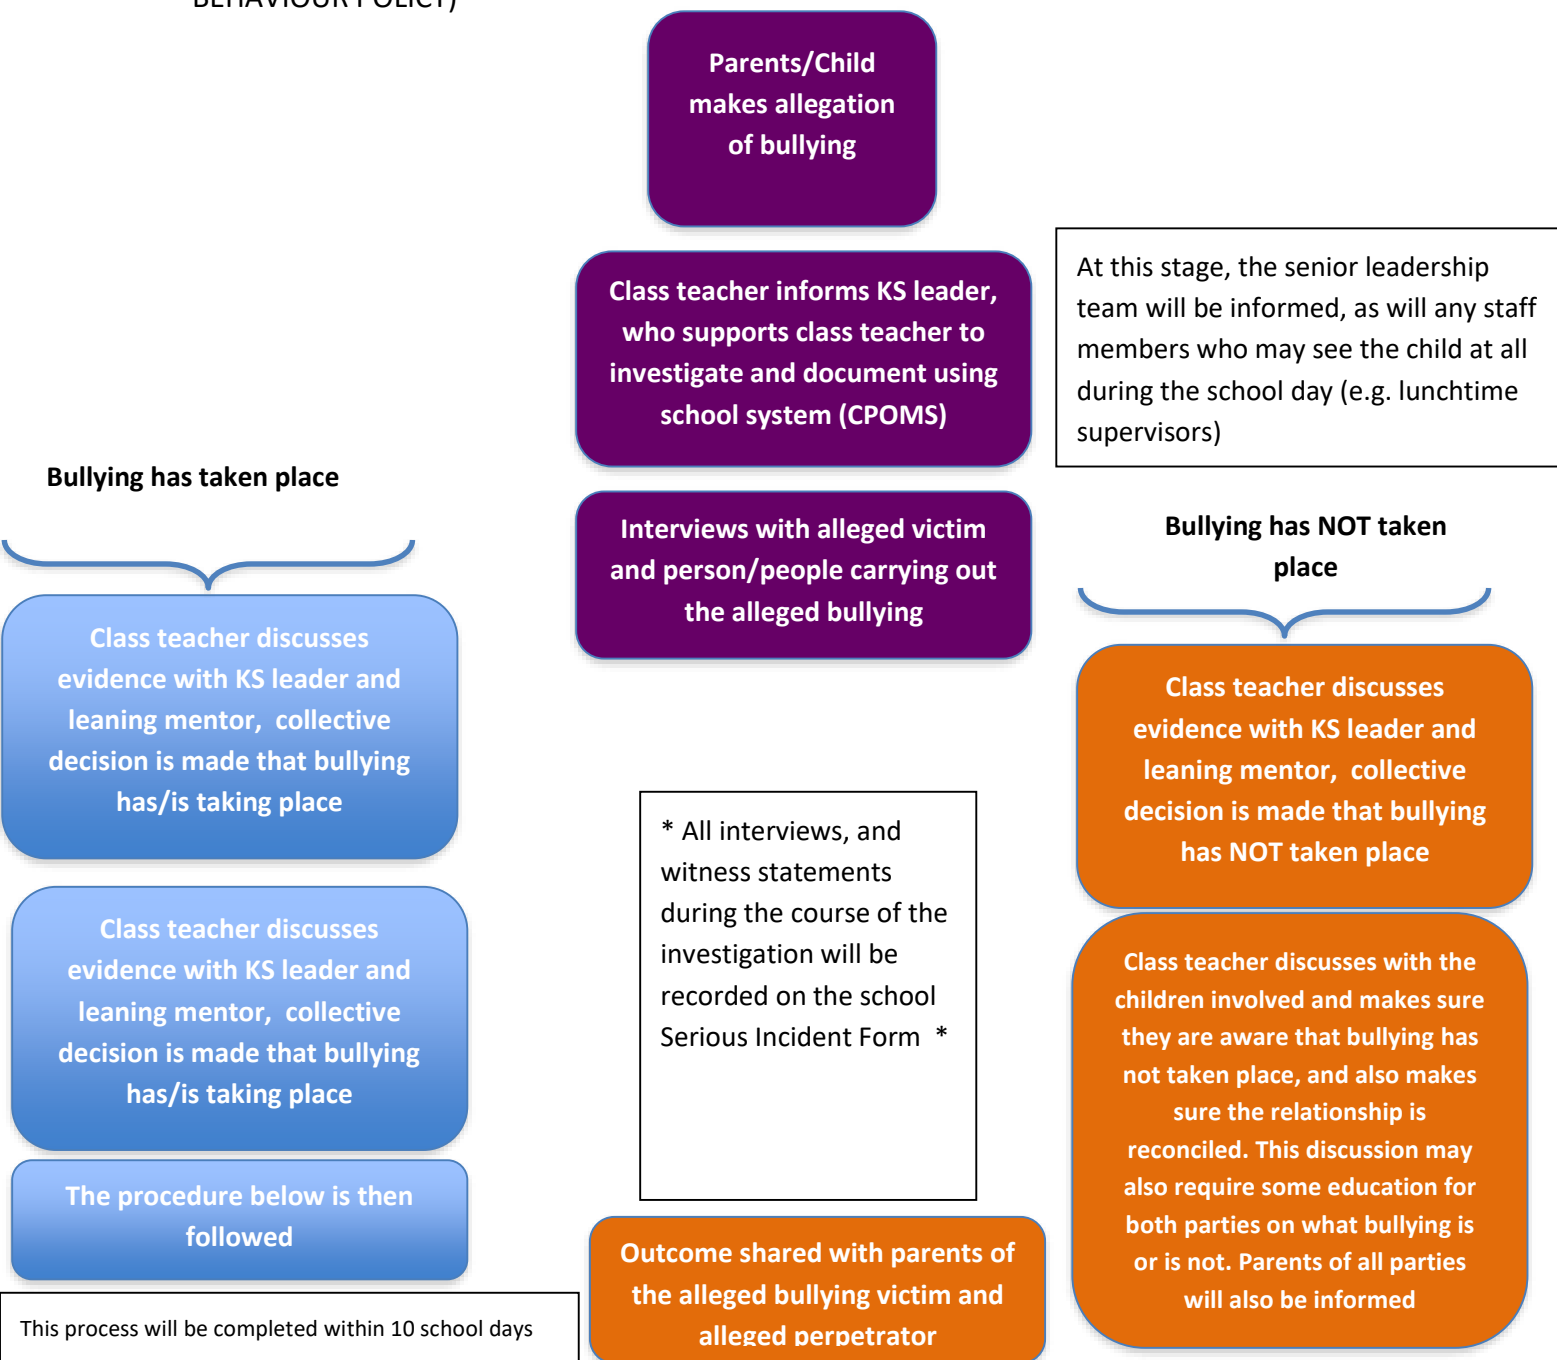 BEHAVIOUR POLICY)
Parents/Child
makes allegation
of bullying
Class teacher informs KS leader,
who supports class teacher to
investigate and document using
school system (CPOMS)
At this stage, the senior leadership
team will be informed, as will any staff
members who may see the child at all
during the school day (e.g. lunchtime
supervisors)
Interviews with alleged victim
and person/people carrying out
the alleged bullying
Bullying has taken place
Class teacher discusses
evidence with KS leader and
leaning mentor,  collective
decision is made that bullying
has/is taking place
Class teacher discusses
evidence with KS leader and
leaning mentor,  collective
decision is made that bullying
has/is taking place
The procedure below is then
followed
This process will be completed within 10 school days
* All interviews, and
witness statements
during the course of the
investigation will be
recorded on the school
Serious Incident Form  *
Outcome shared with parents of
the alleged bullying victim and
alleged perpetrator
Bullying has NOT taken
place
Class teacher discusses
evidence with KS leader and
leaning mentor,  collective
decision is made that bullying
has NOT taken place
Class teacher discusses with the
children involved and makes sure
they are aware that bullying has
not taken place, and also makes
sure the relationship is
reconciled. This discussion may
also require some education for
both parties on what bullying is
or is not. Parents of all parties
will also be informed